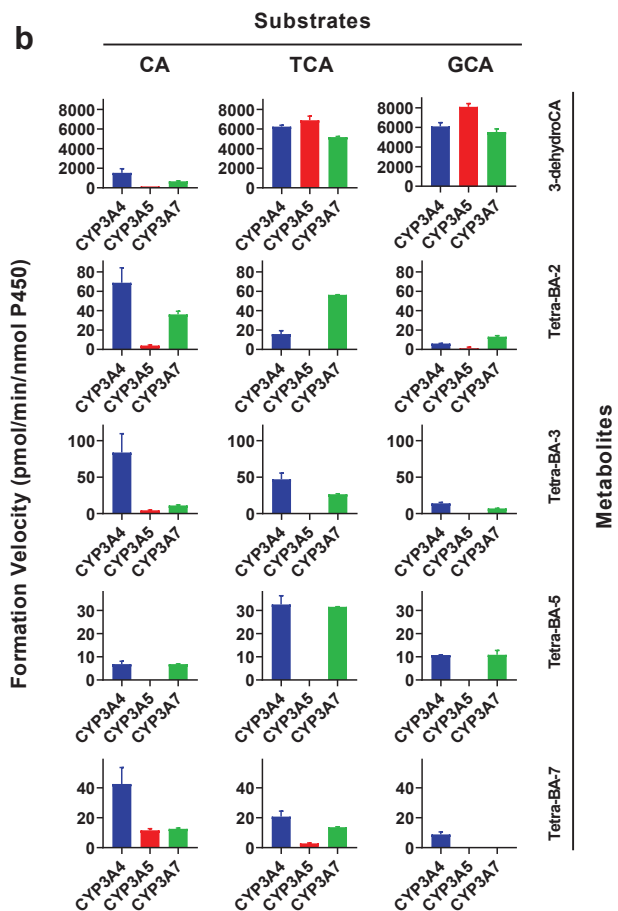 b
Substrates
CA TCA GCA
8000 8000 8000
6000 6000 6000
4000 4000 4000
2000 2000 2000
0 0 0
CYP3A4 CYP3A5 CYP3A7 CYP3A4 CYP3A5 CYP3A7 CYP3A4 CYP3A5 CYP3A7
3-dehydroCA
80 80 80
60 60 60
40 40 40
20 20 20
0 0 0
CYP3A4 CYP3A5 CYP3A7 CYP3A4 CYP3A5 CYP3A7 CYP3A4 CYP3A5 CYP3A7
Tetra-BA-2
100 100 100
50 50 50
0 0 0
CYP3A4 CYP3A5 CYP3A7 CYP3A4 CYP3A5 CYP3A7 CYP3A4 CYP3A5 CYP3A7
Tetra-BA-3
30 30 30
20 20 20
10 10 10
0 0 0
CYP3A4 CYP3A5 CYP3A7 CYP3A4 CYP3A5 CYP3A7 CYP3A4 CYP3A5 CYP3A7
Tetra-BA-5
40 40 40
20 20 20
0 0 0
CYP3A4 CYP3A5 CYP3A7 CYP3A4 CYP3A5 CYP3A7 CYP3A4 CYP3A5 CYP3A7
Tetra-BA-7
Formation Velocity (pmol/min/nmol P450)
Metabolites